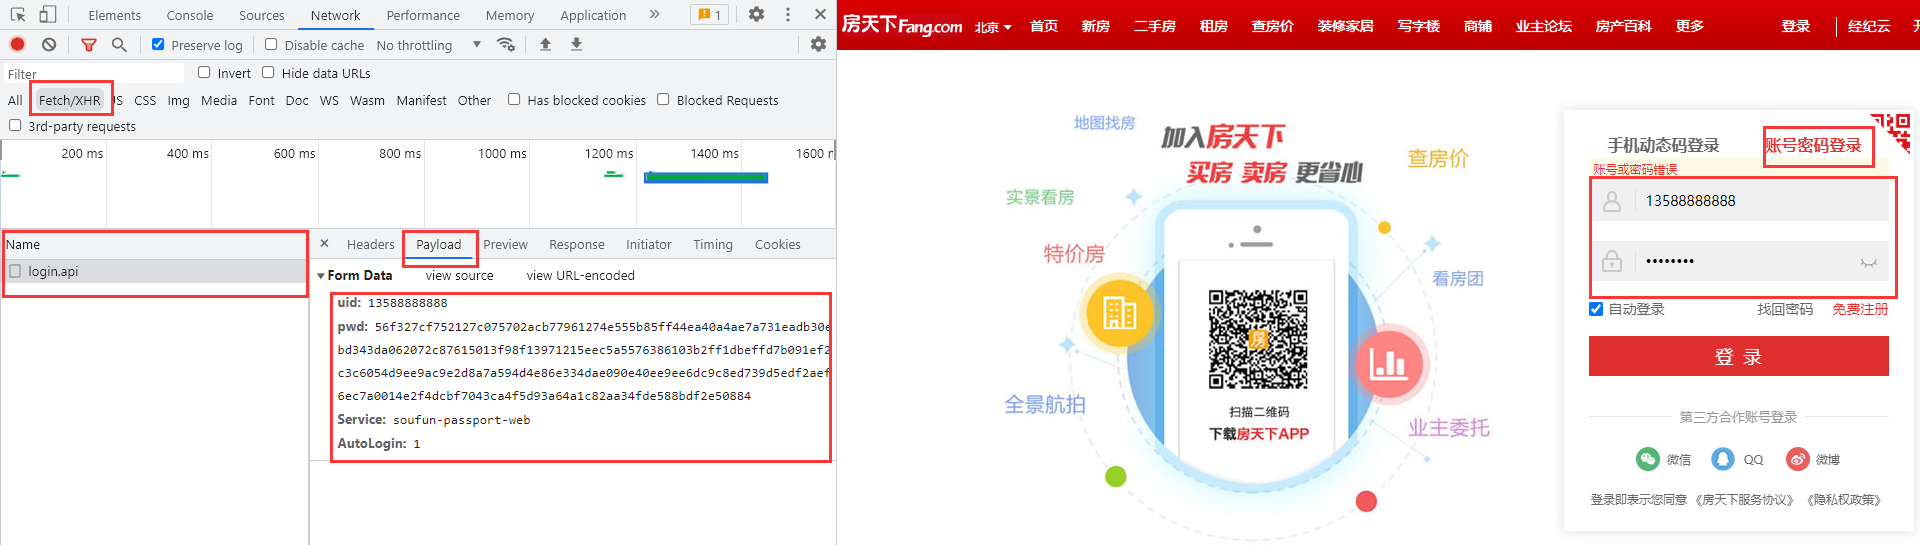 Elements Console Sources Network Performance Memory Application » 1
Preserve log Disable cache No throttling
Filter Invert Hide data URLs
All Fetch/XHR JS CSS Img Media Font Doc WS Wasm Manifest Other Has blocked cookies Blocked Requests
3rd-party requests
200 ms 400 ms 600 ms 800 ms 1000 ms 1200 ms 1400 ms 1600 m
Name
login.api
× Headers Payload Preview Response Initiator Timing Cookies
Form Data view source view URL-encoded
uid: 13588888888
pwd: 56f327cf752127c075702acb77961274e555b85ff44ea40a4ae7a731eadb30e
bd343da062072c87615013f98f13971215eec5a5576386103b2ff1dbeffd7b091ef2
c3c6054d9ee9ac9e2d8a7a594d4e86e334dae090e40ee9ee6dc9c8ed739d5edf2aef
6ec7a0014e2f4dcbf7043ca4f5d93a64a1c82aa34fde588bdf2e50884
Service: soufun-passport-web
AutoLogin: 1
房天下 Fang.com 北京 首页 新房 二手房 租房 查房价 装修家居 写字楼 商铺 业主论坛 房产百科 更多 登录 经纪云 开
地图找房
加入房天下
买房 卖房 更省心
查房价
实景看房
特价房
看房团
房
扫描二维码
下载房天下APP
全景航拍
业主委托
手机动态码登录 账号密码登录
账号或密码错误
13588888888
••••••••
自动登录 找回密码 免费注册
登 录
第三方合作账号登录
微信 QQ 微博
登录即表示您同意 《房天下服务协议》 《隐私权政策》